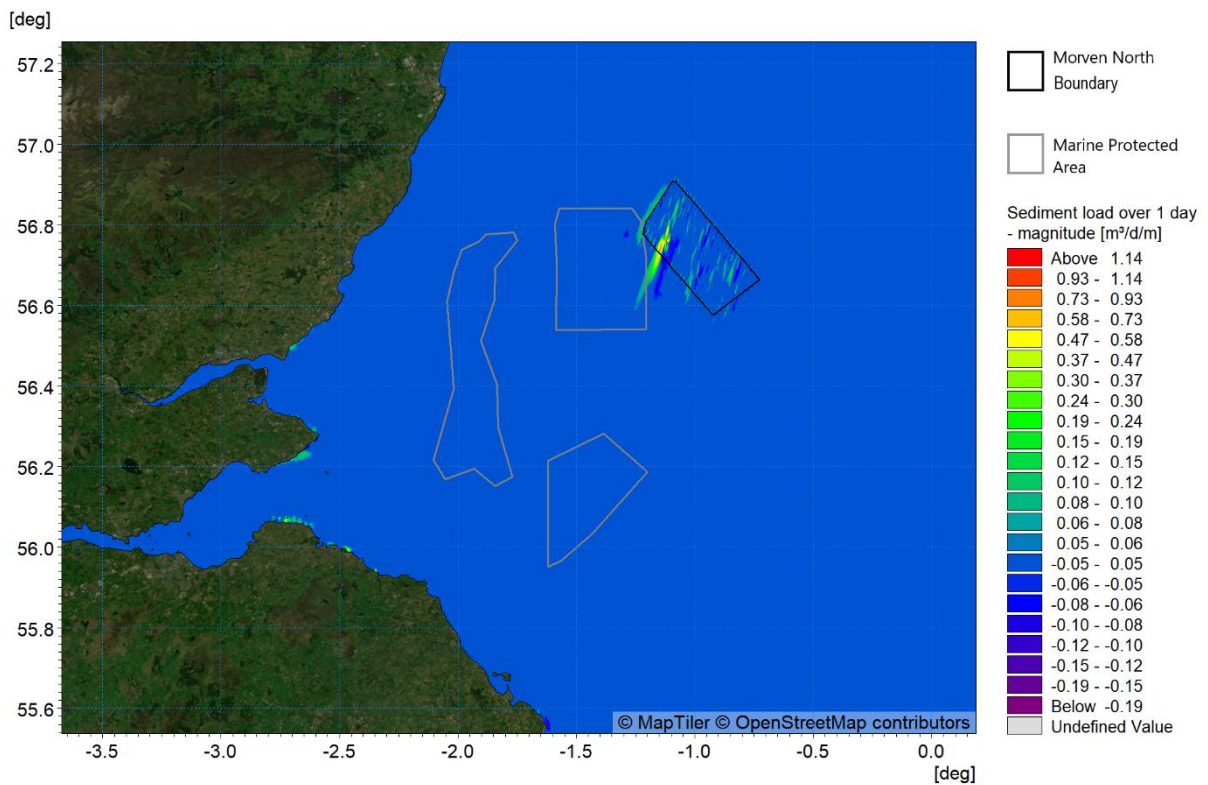 [deg]
57.2
57.0
56.8
56.6
56.4
56.2
56.0
55.8
55.6
-3.5
-3.0
-2.5
-2.0
-1.5
-1.0
-0.5
0.0
[deg]
© MapTiler © OpenStreetMap contributors
Morven North
Boundary
Marine Protected
Area
Sediment load over 1 day
- magnitude [m³/d/m]
Above 1.14
0.93 - 1.14
0.73 - 0.93
0.58 - 0.73
0.47 - 0.58
0.37 - 0.47
0.30 - 0.37
0.24 - 0.30
0.19 - 0.24
0.15 - 0.19
0.12 - 0.15
0.10 - 0.12
0.08 - 0.10
0.06 - 0.08
0.05 - 0.06
-0.05 - 0.05
-0.06 - -0.05
-0.08 - -0.06
-0.10 - -0.08
-0.12 - -0.10
-0.15 - -0.12
-0.19 - -0.15
Below -0.19
Undefined Value